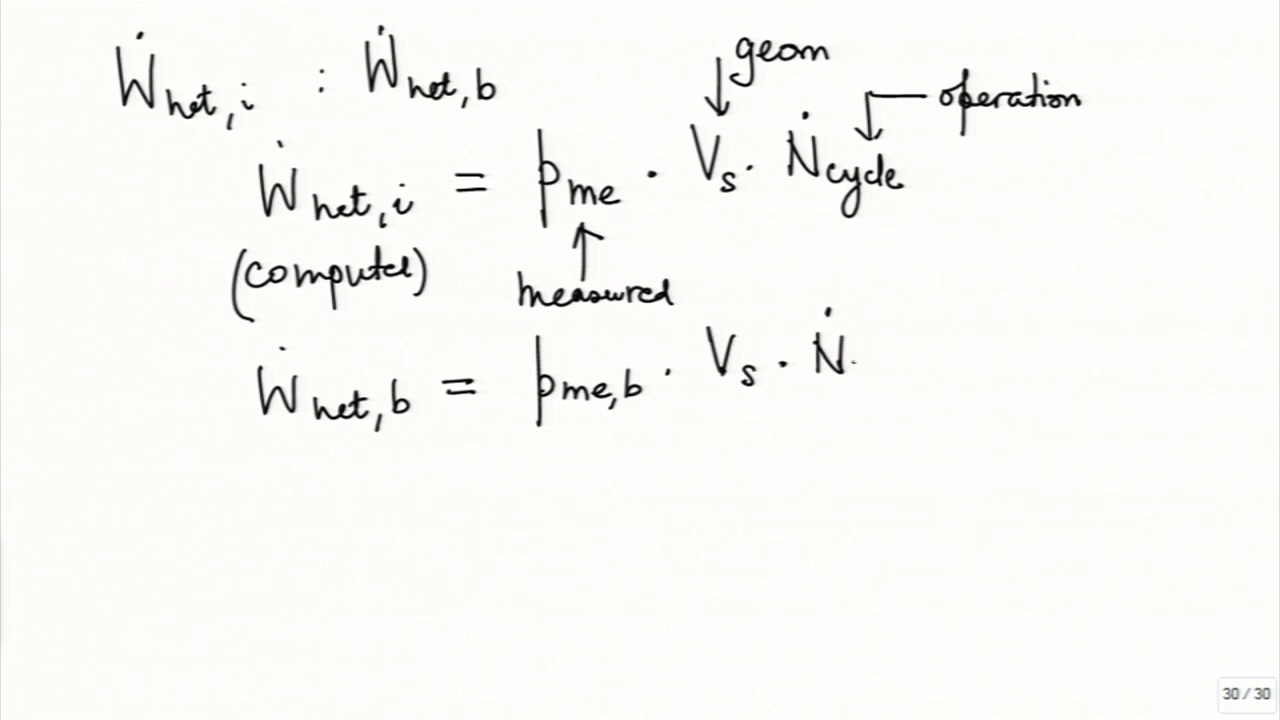 Ẇnet,i : Ẇnet,b
geom
operation
Ẇnet,i = pme · Vs · Ṅcycle
(computed)
measured
Ẇnet,b = pme,b · Vs · Ṅ
30 / 30